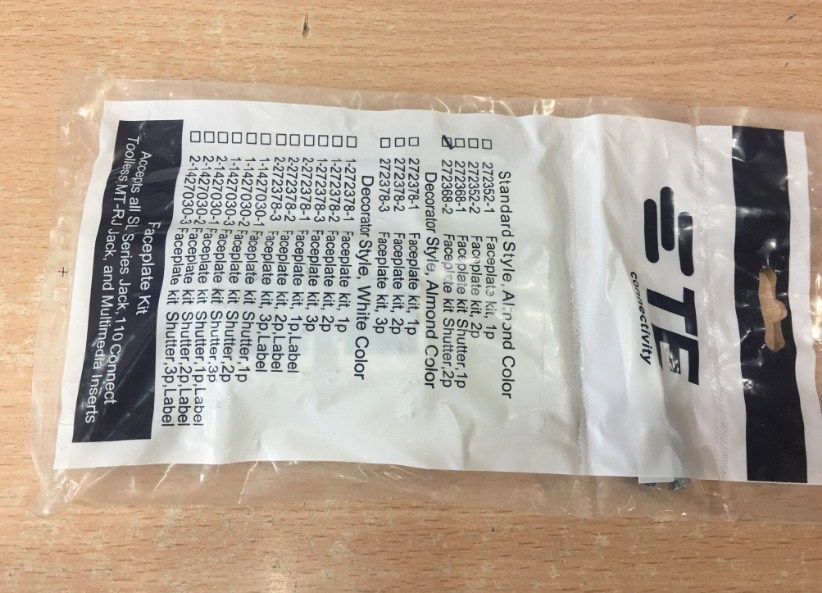 TE
connectivity
Standard Style, Almond Color
272352-1 Faceplate kit, 1p
272352-2 Faceplate kit, 2p
272368-1 Faceplate kit Shutter,1p
272368-2 Faceplate kit Shutter,2p
Decorator Style, Almond Color
272378-1 Faceplate kit, 1p
272378-2 Faceplate kit, 2p
272378-3 Faceplate kit, 3p
Decorator Style, White Color
1-272378-1 Faceplate kit, 1p
1-272378-2 Faceplate kit, 2p
1-272378-3 Faceplate kit, 3p
2-272378-1 Faceplate kit, 1p,Label
2-272378-2 Faceplate kit, 2p,Label
2-272378-3 Faceplate kit, 3p,Label
1-1427030-1 Faceplate kit Shutter,1p
1-1427030-2 Faceplate kit Shutter,2p
1-1427030-3 Faceplate kit Shutter,3p
2-1427030-1 Faceplate kit Shutter,1p,Label
2-1427030-2 Faceplate kit Shutter,2p,Label
2-1427030-3 Faceplate kit Shutter,3p,Label
Faceplate Kit
Accepts all SL Series Jack,110 Connect
Toolless,MT-RJ Jack, and Multimedia Inserts